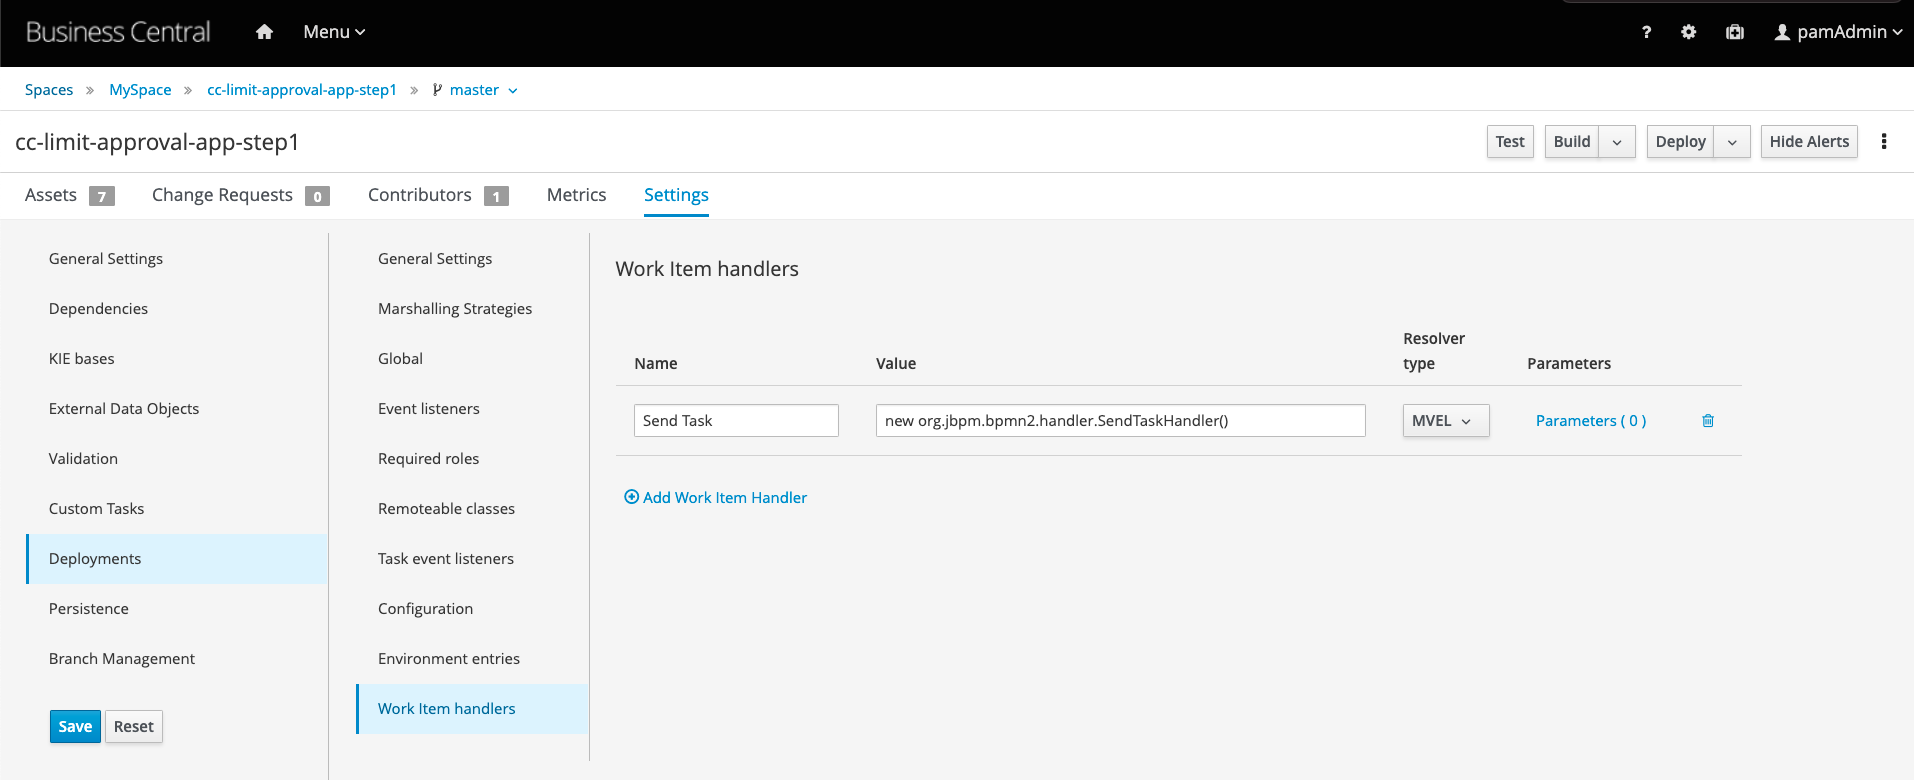 Business Central
Menu
?
pamAdmin
Spaces » MySpace » cc-limit-approval-app-step1 » master
cc-limit-approval-app-step1
Test
Build
Deploy
Hide Alerts
Assets 7
Change Requests 0
Contributors 1
Metrics
Settings
General Settings
Dependencies
KIE bases
External Data Objects
Validation
Custom Tasks
Deployments
Persistence
Branch Management
Save
Reset
General Settings
Marshalling Strategies
Global
Event listeners
Required roles
Remoteable classes
Task event listeners
Configuration
Environment entries
Work Item handlers
Work Item handlers
Name
Value
Resolver
type
Parameters
Send Task
new org.jbpm.bpmn2.handler.SendTaskHandler()
MVEL
Parameters ( 0 )
Add Work Item Handler